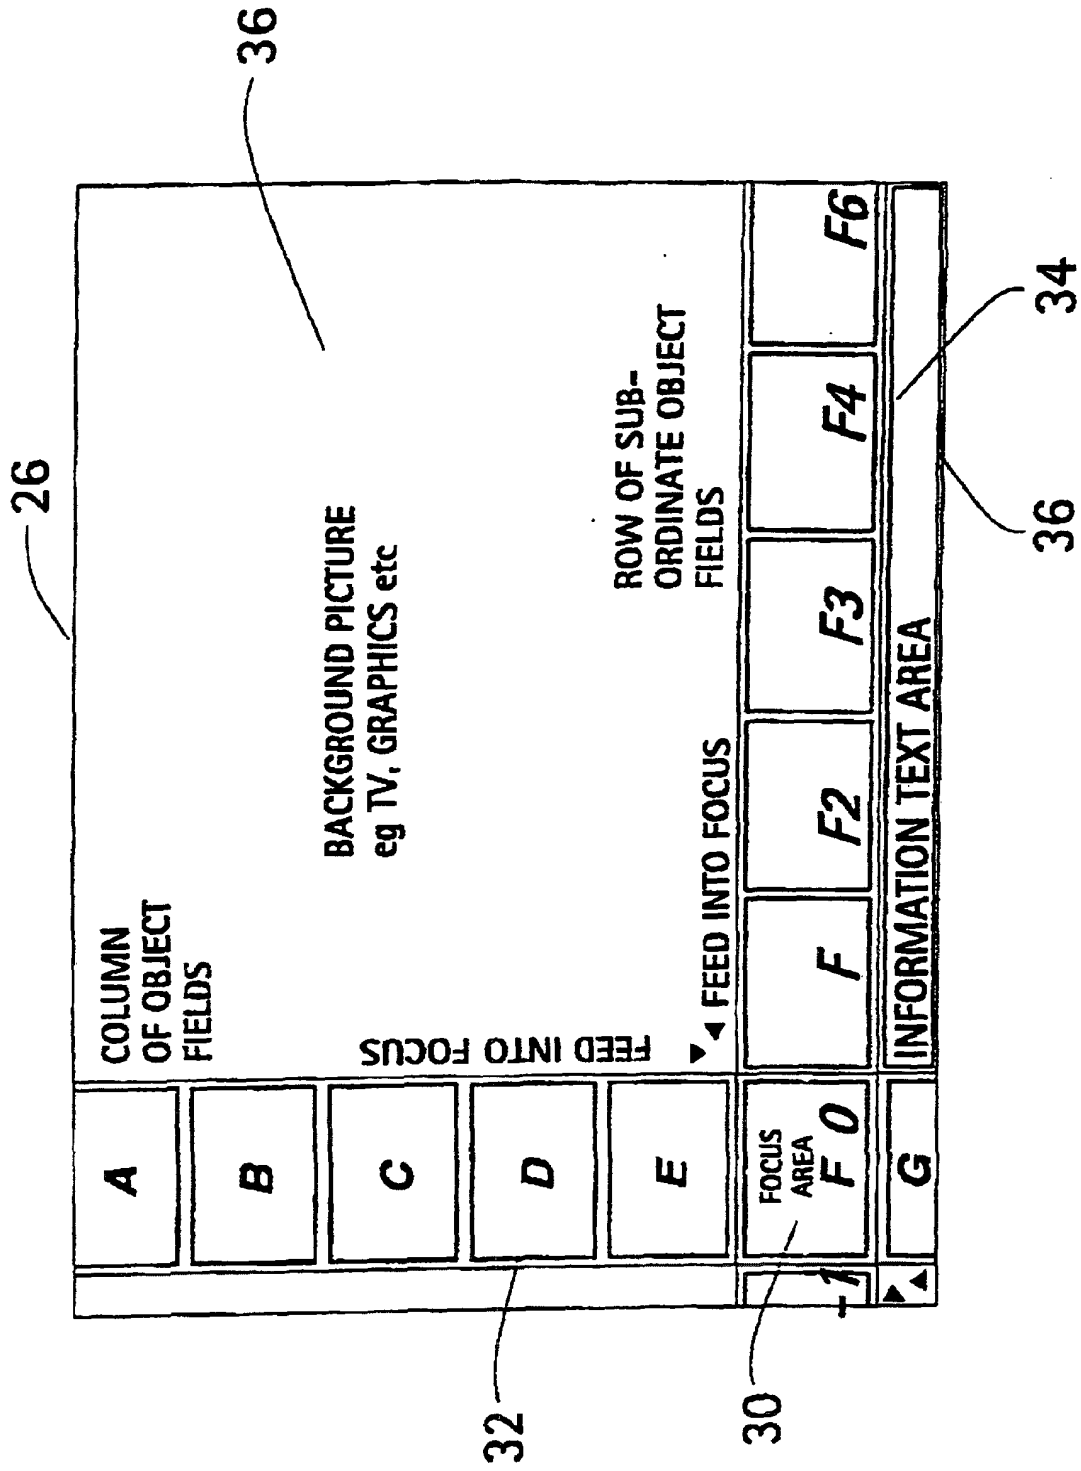 26
36
COLUMN
OF OBJECT
FIELDS
A
B
C
D
E
BACKGROUND PICTURE
eg TV, GRAPHICS etc
FEED INTO FOCUS
ROW OF SUB-
ORDINATE OBJECT
FIELDS
FEED INTO FOCUS
32
-1
FOCUS
AREA
F 0
F
F2
F3
F4
F6
G
INFORMATION TEXT AREA
30
36
34